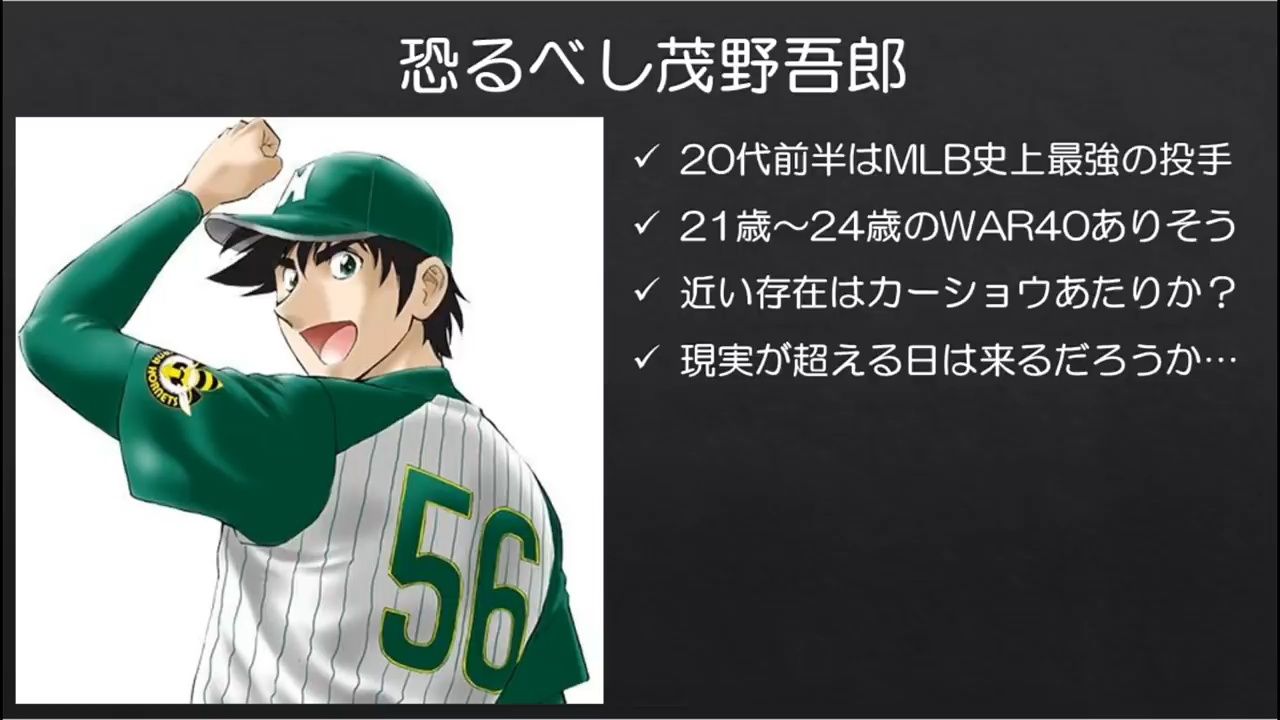 恐るべし茂野吾郎
✓ 20代前半はMLB史上最強の投手
✓ 21歳～24歳のWAR40ありそう
✓ 近い存在はカーショウあたりか？
✓ 現実が超える日は来るだろうか…
HORNETS
56